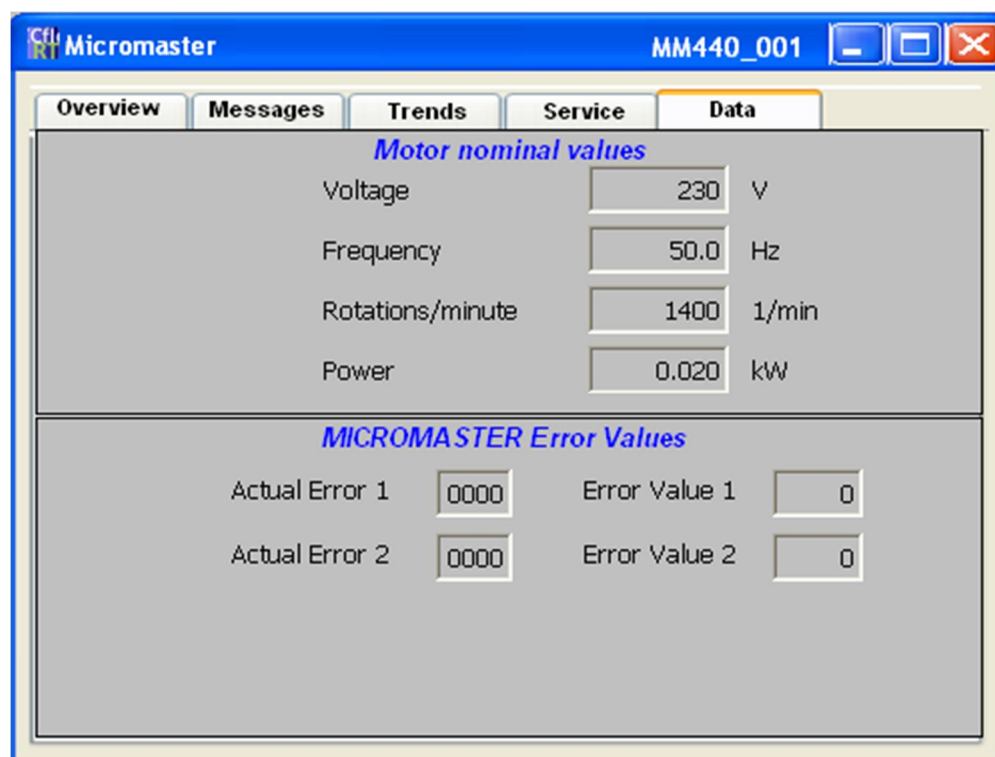 Cfl RT Micromaster MM440_001
Overview Messages Trends Service Data
Motor nominal values
Voltage 230 V
Frequency 50.0 Hz
Rotations/minute 1400 1/min
Power 0.020 kW
MICROMASTER Error Values
Actual Error 1 0000 Error Value 1 0
Actual Error 2 0000 Error Value 2 0